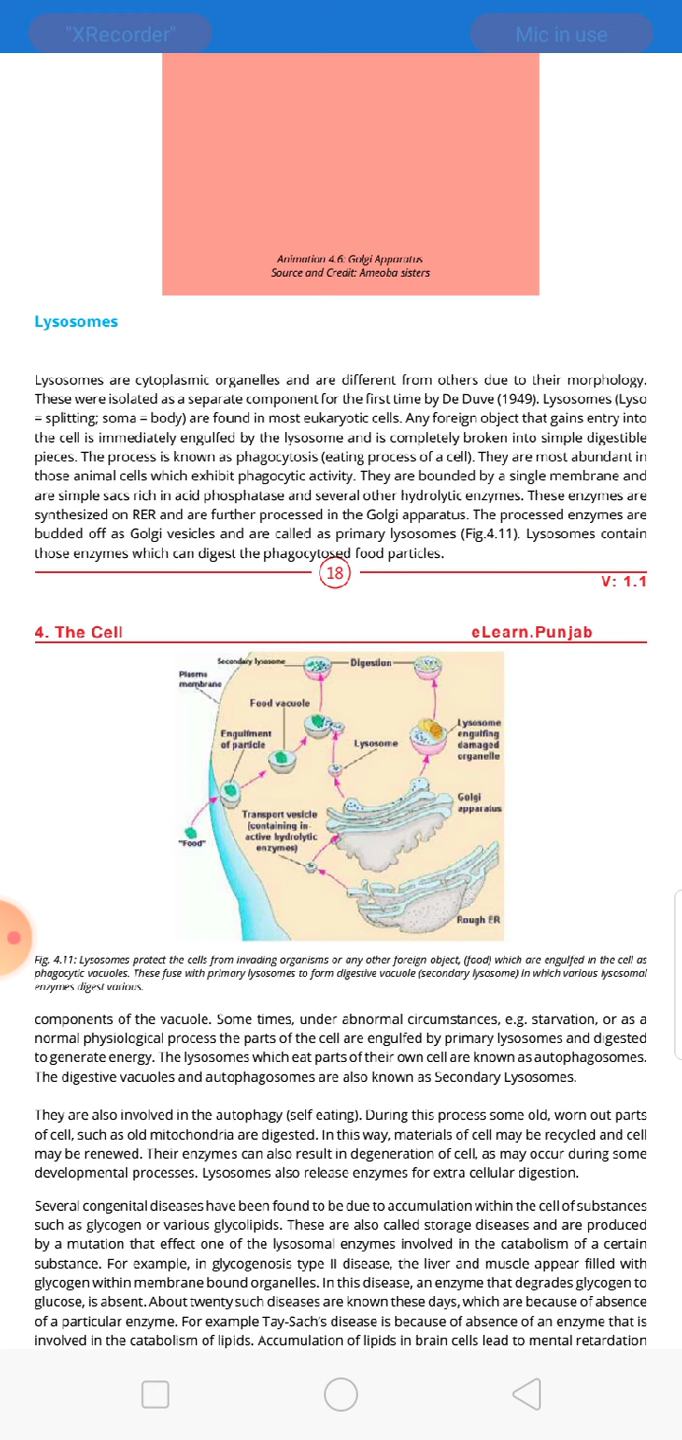 "XRecorder"
Mic in use
Animation 4.6: Golgi Apparatus
Source and Credit: Ameoba sisters
Lysosomes
Lysosomes are cytoplasmic organelles and are different from others due to their morphology.
These were isolated as a separate component for the first time by De Duve (1949). Lysosomes (Lyso
= splitting; soma = body) are found in most eukaryotic cells. Any foreign object that gains entry into
the cell is immediately engulfed by the lysosome and is completely broken into simple digestible
pieces. The process is known as phagocytosis (eating process of a cell). They are most abundant in
those animal cells which exhibit phagocytic activity. They are bounded by a single membrane and
are simple sacs rich in acid phosphatase and several other hydrolytic enzymes. These enzymes are
synthesized on RER and are further processed in the Golgi apparatus. The processed enzymes are
budded off as Golgi vesicles and are called as primary lysosomes (Fig.4.11). Lysosomes contain
those enzymes which can digest the phagocytosed food particles.
18
V: 1.1
4. The Cell
eLearn.Punjab
Secondary lysosome
Digestion
Plasma
membrane
Food vacuole
Engulfment
of particle
Lysosome
Lysosome
engulfing
damaged
organelle
Golgi
apparatus
Transport vesicle
(containing in-
active hydrolytic
enzymes)
"Food"
Rough ER
Fig. 4.11: Lysosomes protect the cells from invading organisms or any other foreign object, (food) which are engulfed in the cell as
phagocytic vacuoles. These fuse with primary lysosomes to form digestive vacuole (secondary lysosome) in which various lysosomal
enzymes digest various.
components of the vacuole. Some times, under abnormal circumstances, e.g. starvation, or as a
normal physiological process the parts of the cell are engulfed by primary lysosomes and digested
to generate energy. The lysosomes which eat parts of their own cell are known as autophagosomes.
The digestive vacuoles and autophagosomes are also known as Secondary Lysosomes.
They are also involved in the autophagy (self eating). During this process some old, worn out parts
of cell, such as old mitochondria are digested. In this way, materials of cell may be recycled and cell
may be renewed. Their enzymes can also result in degeneration of cell, as may occur during some
developmental processes. Lysosomes also release enzymes for extra cellular digestion.
Several congenital diseases have been found to be due to accumulation within the cell of substances
such as glycogen or various glycolipids. These are also called storage diseases and are produced
by a mutation that effect one of the lysosomal enzymes involved in the catabolism of a certain
substance. For example, in glycogenosis type II disease, the liver and muscle appear filled with
glycogen within membrane bound organelles. In this disease, an enzyme that degrades glycogen to
glucose, is absent. About twenty such diseases are known these days, which are because of absence
of a particular enzyme. For example Tay-Sach's disease is because of absence of an enzyme that is
involved in the catabolism of lipids. Accumulation of lipids in brain cells lead to mental retardation